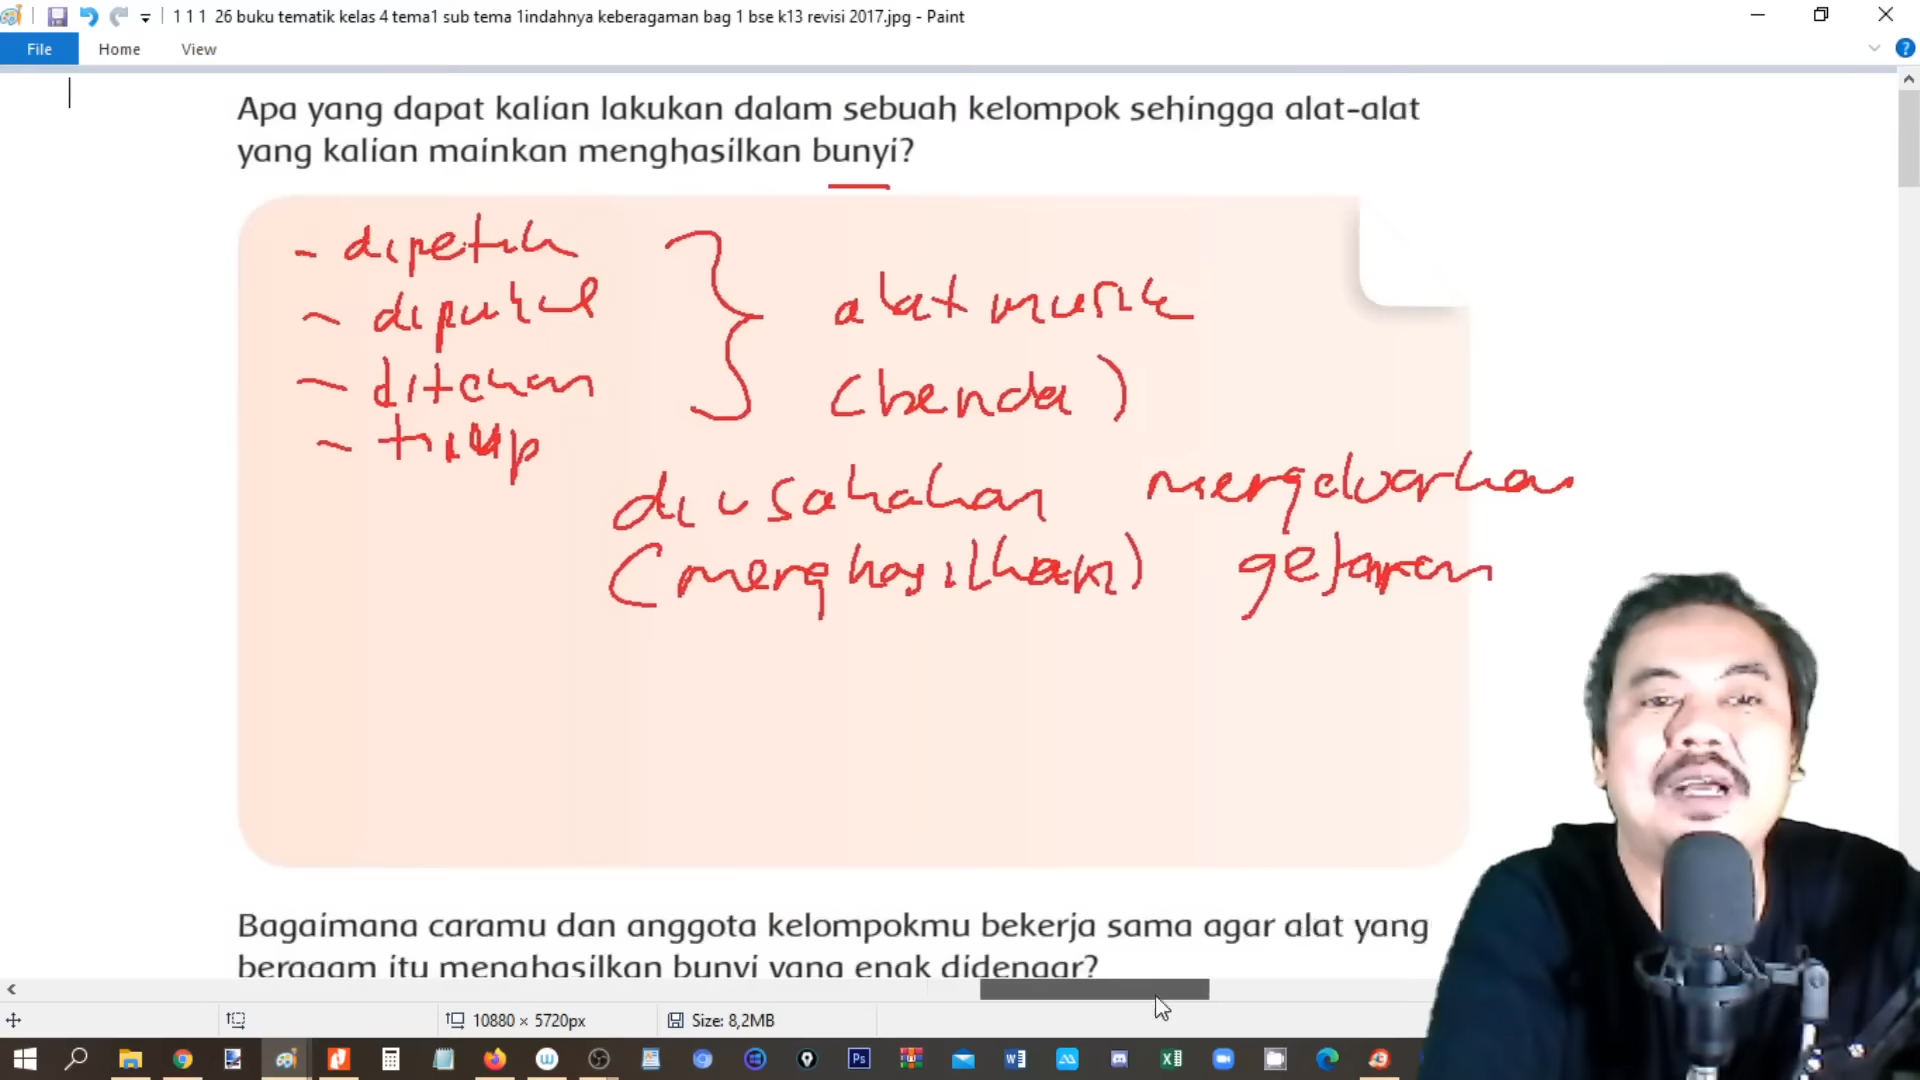 1 1 1  26 buku tematik kelas 4 tema1 sub tema 1indahnya keberagaman bag 1 bse k13 revisi 2017.jpg - Paint
File Home View
Apa yang dapat kalian lakukan dalam sebuah kelompok sehingga alat-alat
yang kalian mainkan menghasilkan bunyi?
- dipetik
- dipukul
- ditekan
- tiup
alat musik
(benda)
diusahakan mengeluarkan
(menghasilkan) getaran
Bagaimana caramu dan anggota kelompokmu bekerja sama agar alat yang
beragam itu menghasilkan bunyi yang enak didengar?
10880 × 5720px Size: 8,2MB